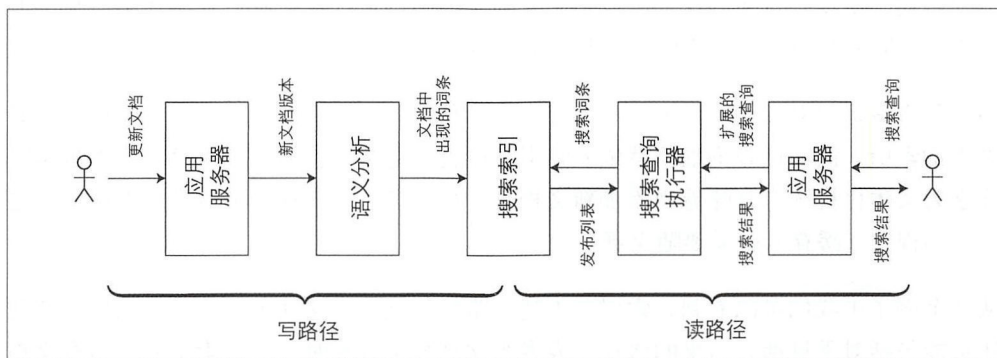 更新文档
应用
服务器
新文档版本
语义分析
文档中
出现的词条
搜索索引
搜索词条
发布列表
搜索查询
执行器
扩展的
搜索查询
搜索结果
应用
服务器
搜索查询
搜索结果
写路径
读路径